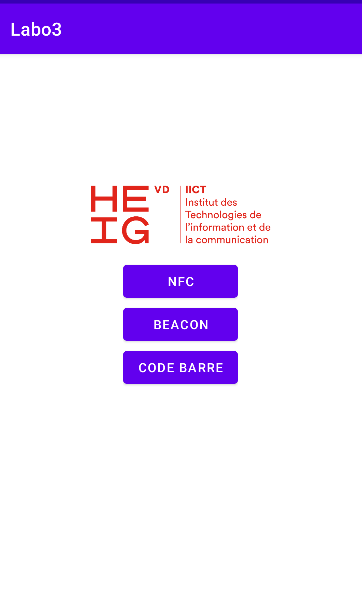 Labo3
HE
IG
VD
IICT
Institut des
Technologies de
l'information et de
la communication
NFC
BEACON
CODE BARRE